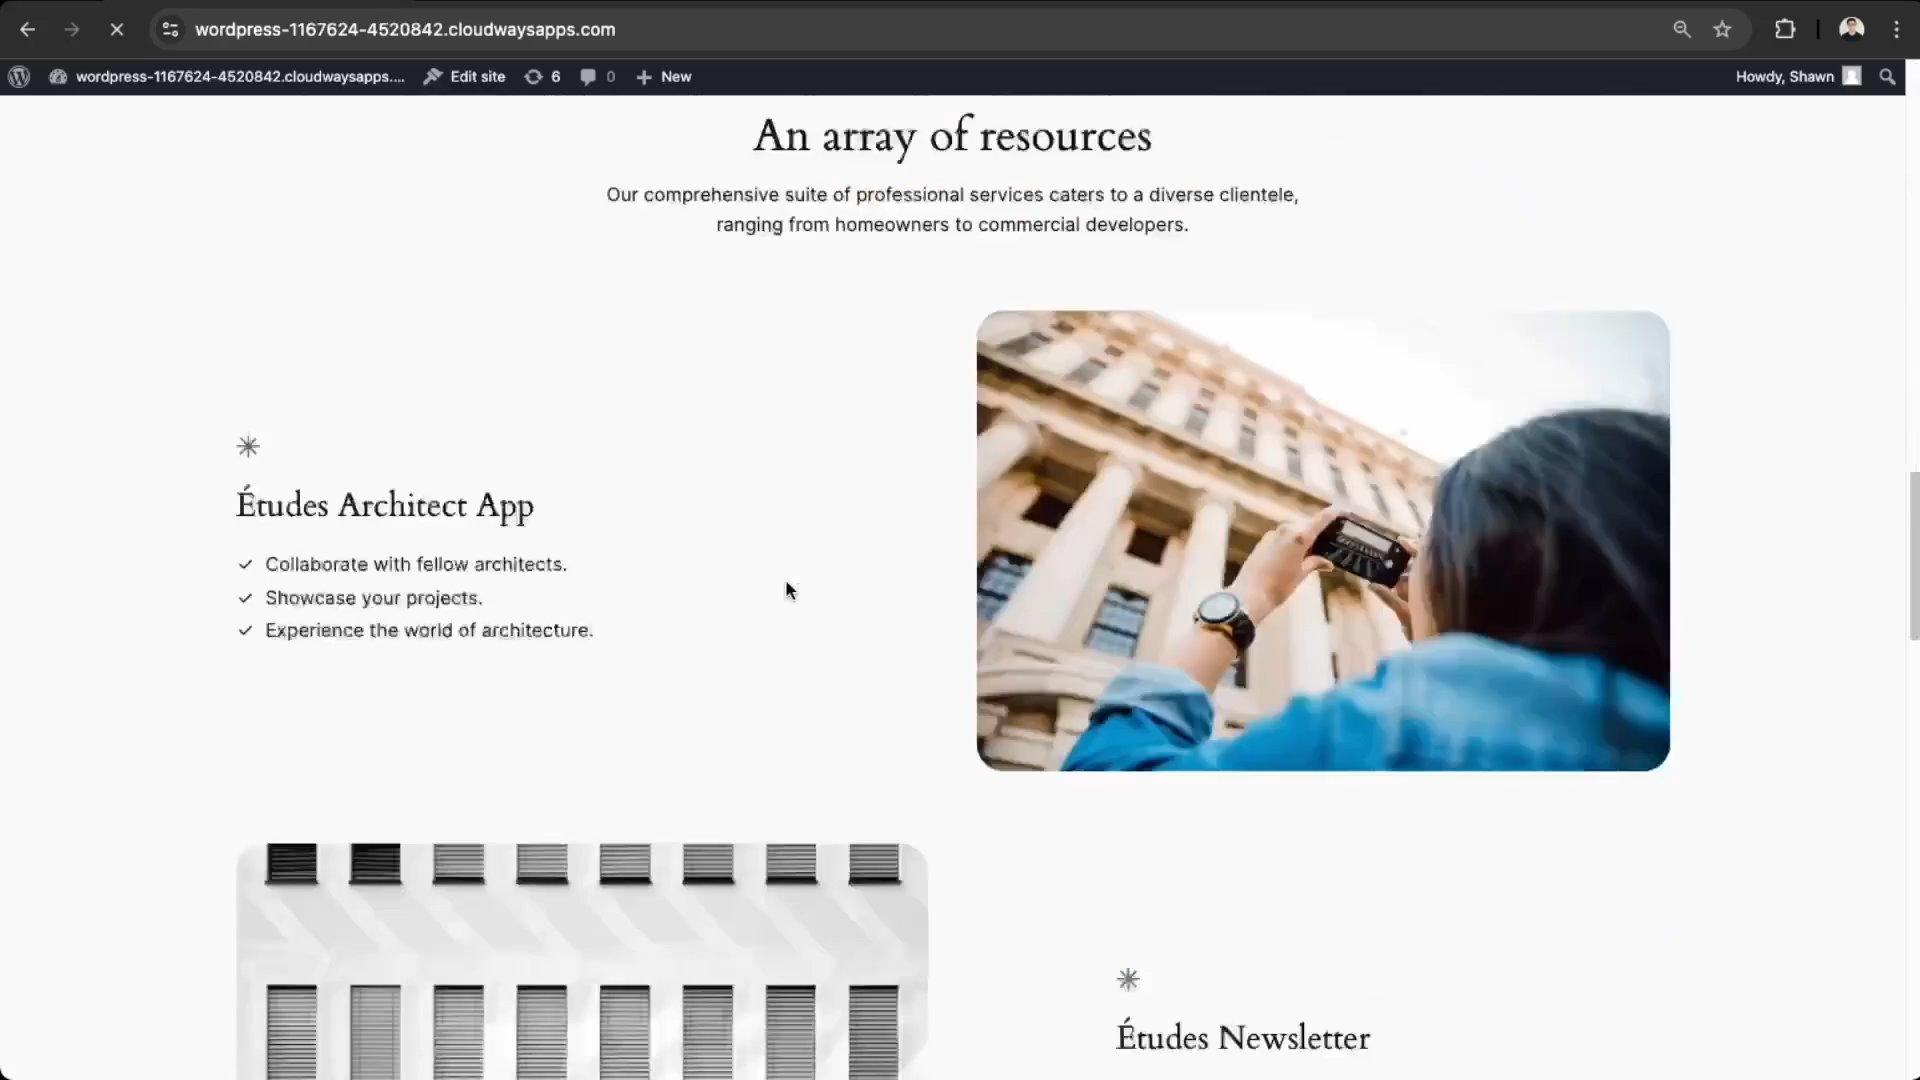 wordpress-1167624-4520842.cloudwaysapps.com
wordpress-1167624-4520842.cloudwaysapps.... Edit site 6 0 New Howdy, Shawn
An array of resources
Our comprehensive suite of professional services caters to a diverse clientele,
ranging from homeowners to commercial developers.
Études Architect App
Collaborate with fellow architects.
Showcase your projects.
Experience the world of architecture.
Études Newsletter